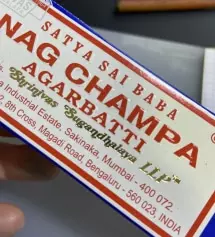 SATYA SAI BABA
NAG CHAMPA
AGARBATTI
Shrinivas Sugandhalaya LLP
Industrial Estate, Sakinaka, Mumbai - 400 072.
8th Cross, Magadi Road, Bengaluru - 560 023, INDIA